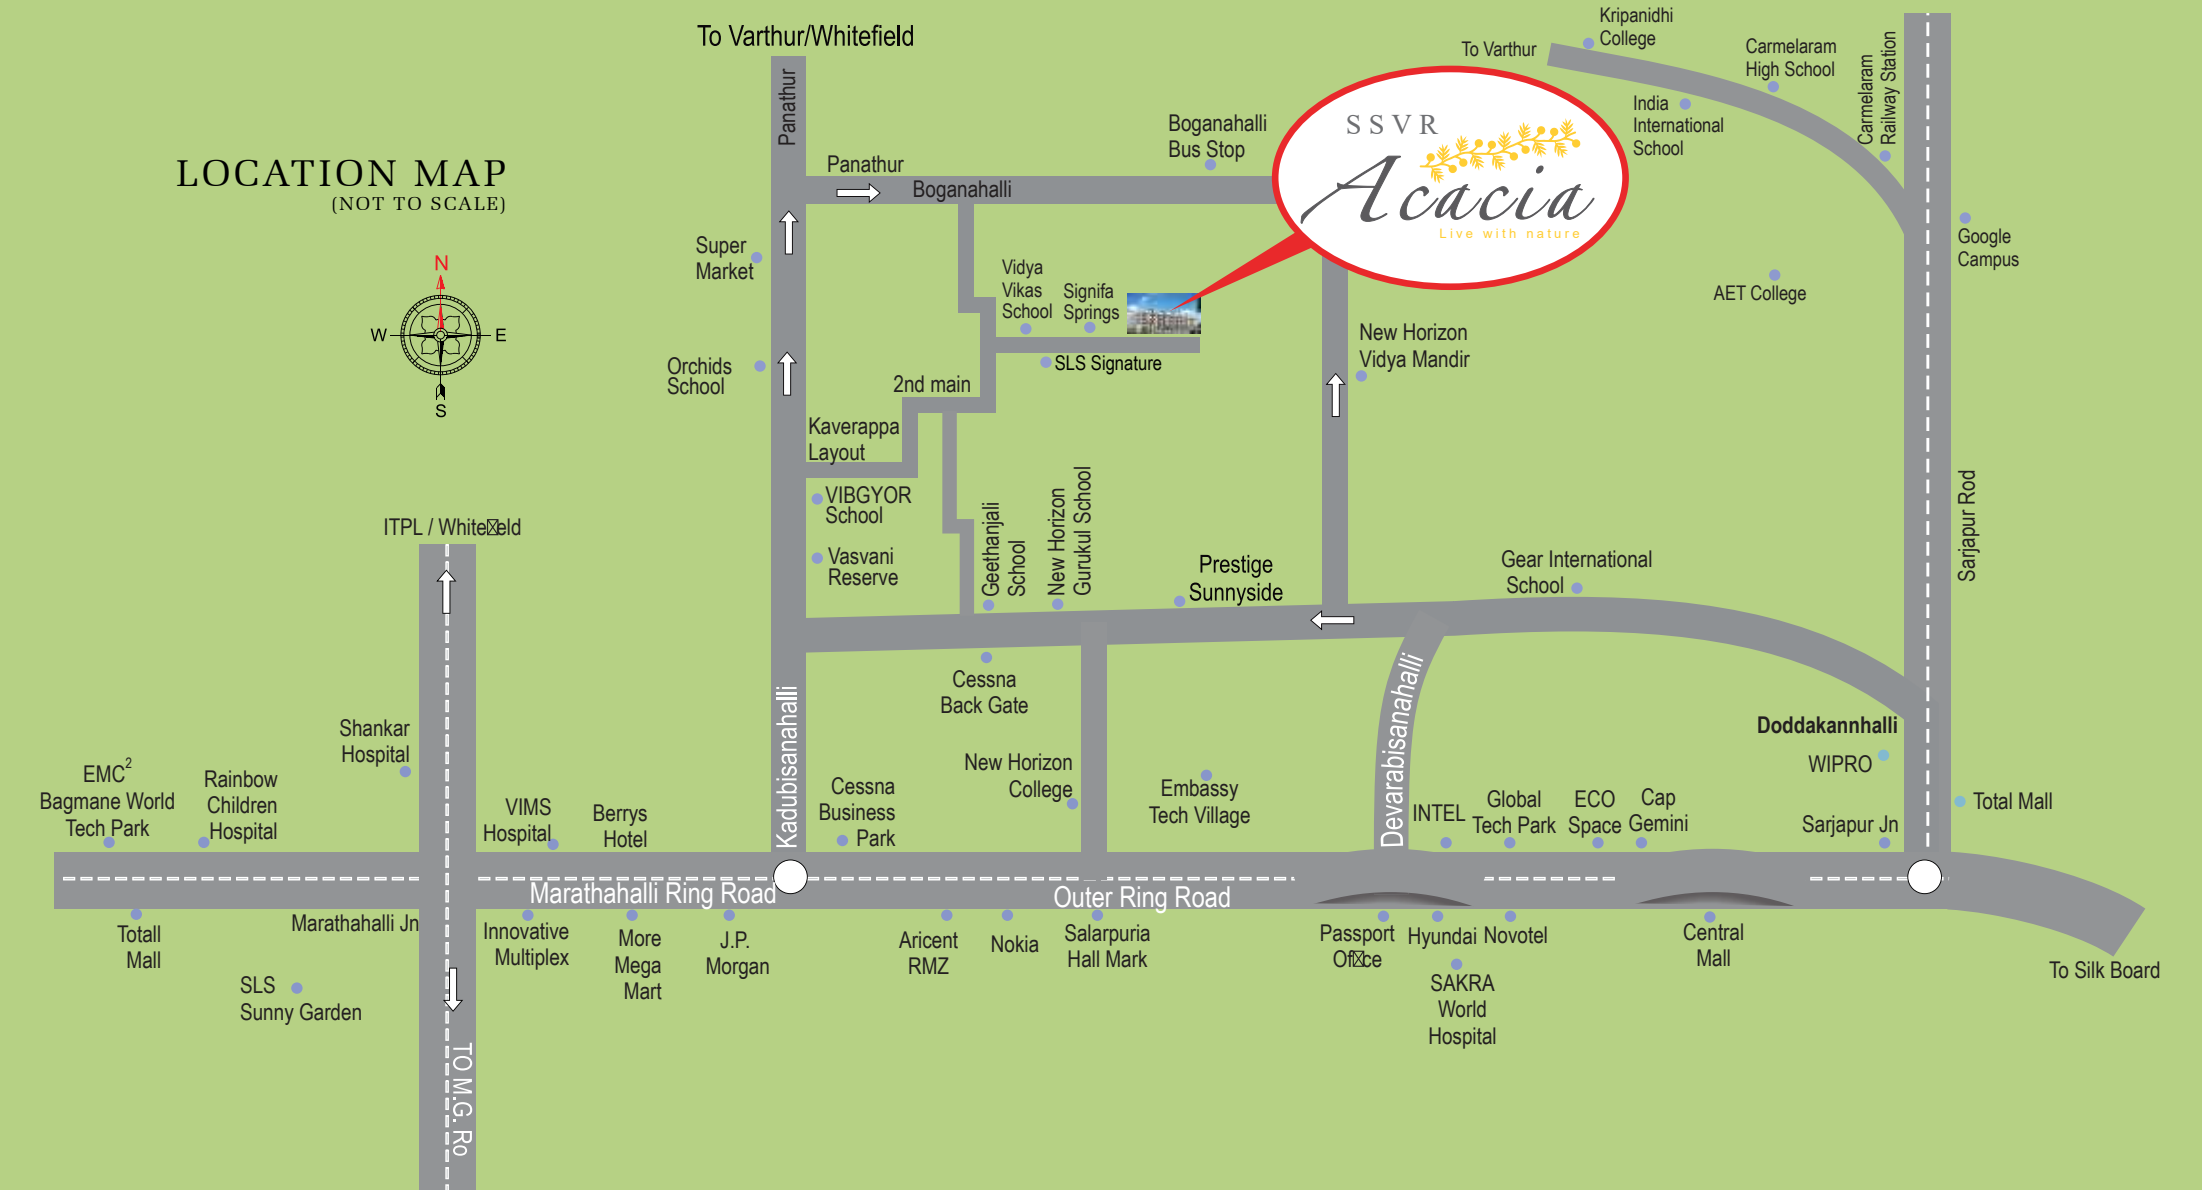 To Varthur/Whitefield
Panathur
LOCATION MAP
(NOT TO SCALE)
N
W
E
S
Kripanidhi
College
To Varthur
Carmelaram
High School
Carmelaram
Railway Station
India
International
School
SSVR
Acacia
Live with nature
Boganahalli
Bus Stop
Panathur
Boganahalli
Google
Campus
AET College
Super
Market
Vidya
Vikas
School
Signifa
Springs
SLS Signature
New Horizon
Vidya Mandir
Orchids
School
2nd main
Kaverappa
Layout
VIBGYOR
School
Vasvani
Reserve
Geethanjali
School
New Horizon
Gurukul School
Prestige
Sunnyside
Gear International
School
Sarjapur Rod
ITPL / White☒eld
Cessna
Back Gate
Kadubisanahalli
Devarabisanahalli
Doddakannhalli
WIPRO
Total Mall
Sarjapur Jn
Shankar
Hospital
EMC2
Bagmane World
Tech Park
Rainbow
Children
Hospital
VIMS
Hospital
Berrys
Hotel
Cessna
Business
Park
New Horizon
College
Embassy
Tech Village
INTEL
Global
Tech Park
ECO
Space
Cap
Gemini
Marathahalli Ring Road
Outer Ring Road
Totall
Mall
Marathahalli Jn
SLS
Sunny Garden
Innovative
Multiplex
More
Mega
Mart
J.P.
Morgan
Aricent
RMZ
Nokia
Salarpuria
Hall Mark
Passport
Of☒ce
Hyundai
Novotel
SAKRA
World
Hospital
Central
Mall
To Silk Board
TO M.G. Ro